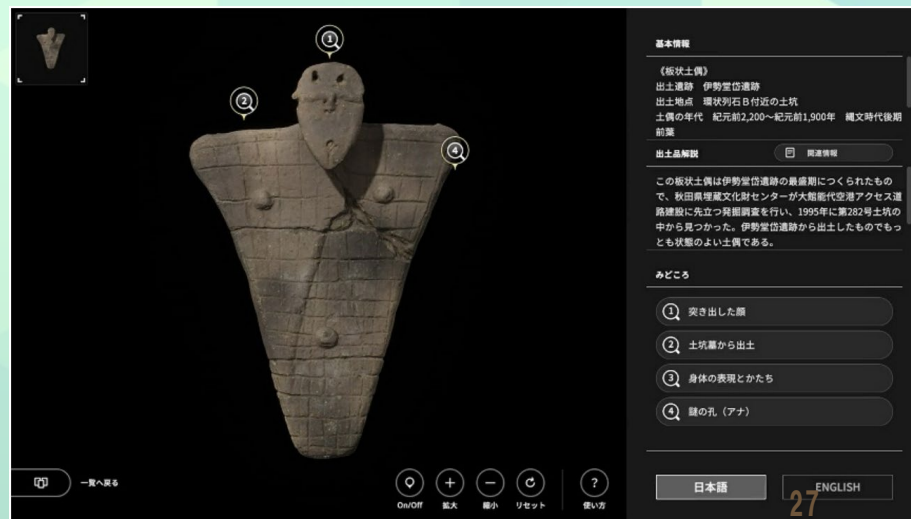 1
2
4
基本情報
《板状土偶》
出土遺跡 伊勢堂岱遺跡
出土地点 環状列石B付近の土坑
土偶の年代 紀元前2,200〜紀元前1,900年 縄文時代後期
前葉
出土品解説
関連情報
この板状土偶は伊勢堂岱遺跡の最盛期につくられたもの
で、秋田県埋蔵文化財センターが大館能代空港アクセス道
路建設に先立つ発掘調査を行い、1995年に第282号土坑の
中から見つかった。伊勢堂岱遺跡から出土したものでもっ
とも状態のよい土偶である。
みどころ
1 突き出した顔
2 土坑墓から出土
3 身体の表現とかたち
4 謎の孔（アナ）
一覧へ戻る
On/Off
拡大
縮小
リセット
?
使い方
日本語
ENGLISH
27